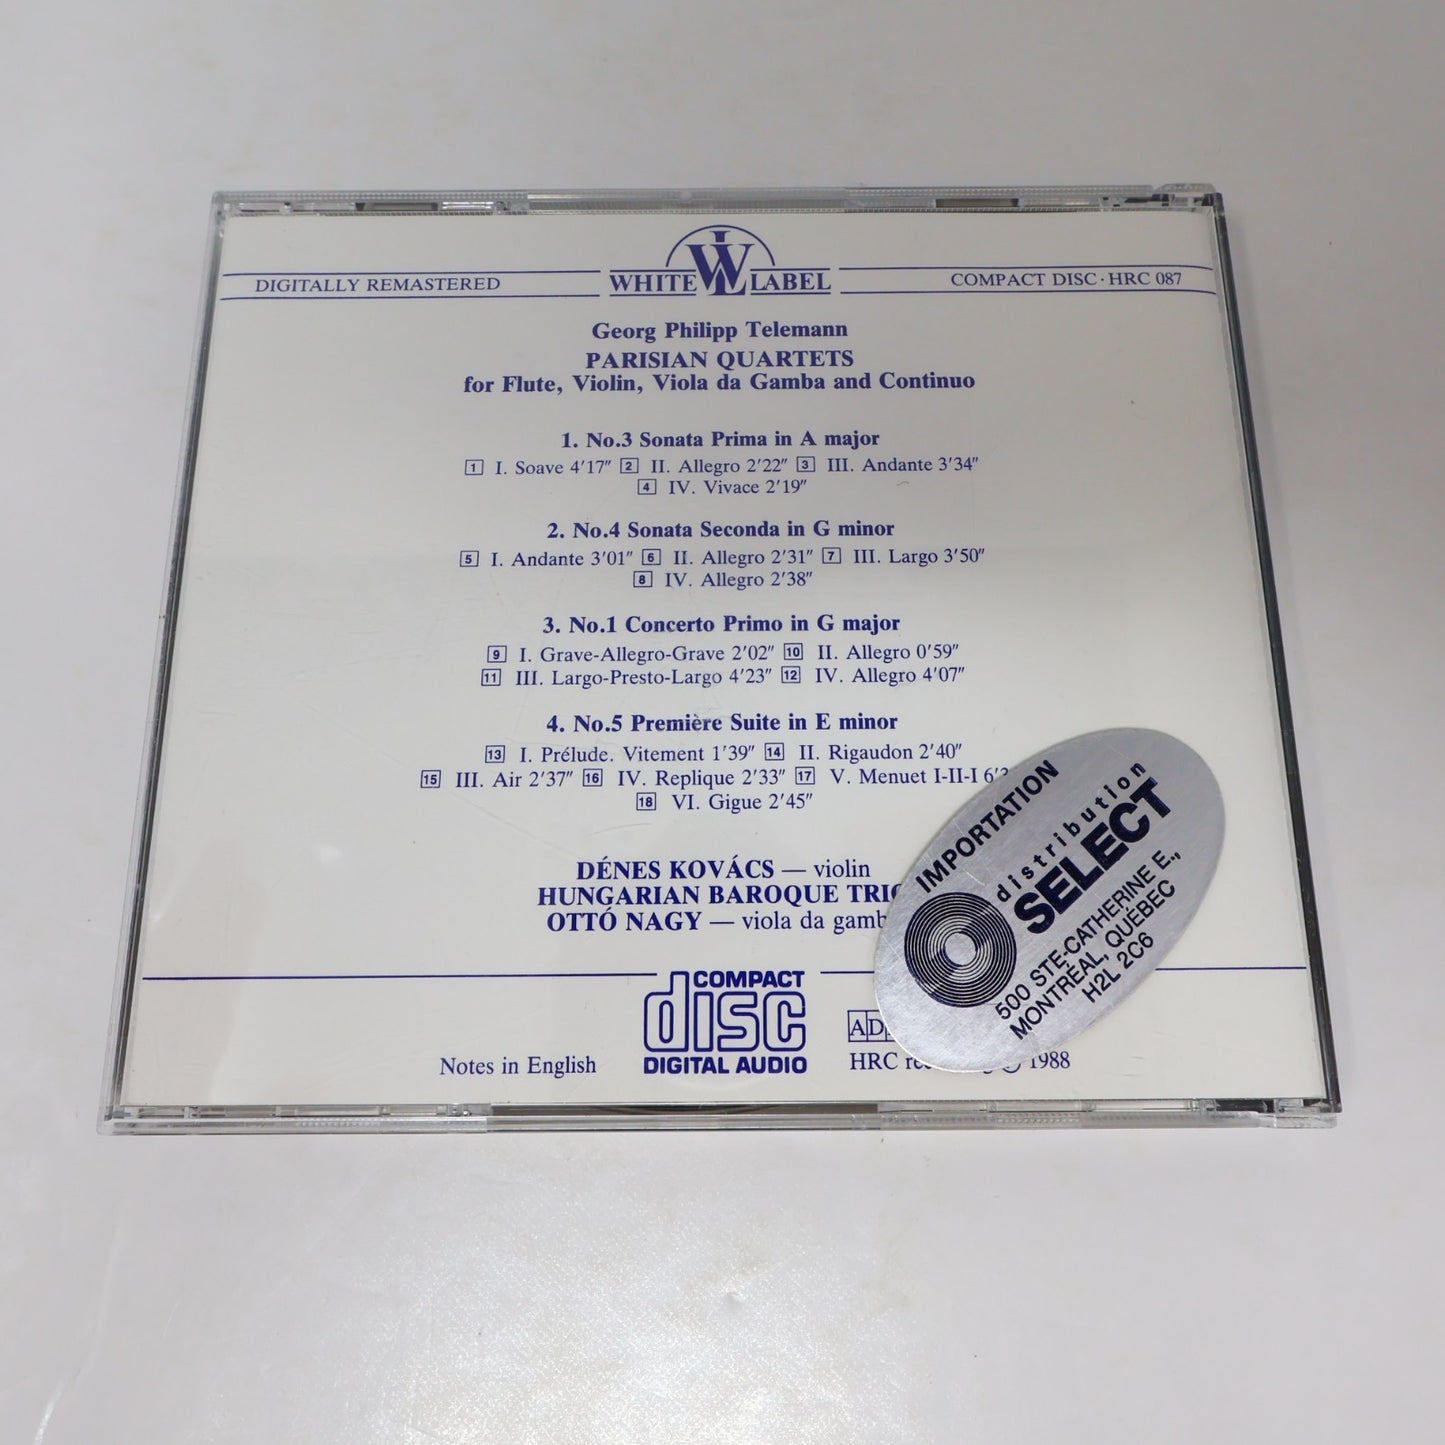 DIGITALLY REMASTERED
WL
WHITE LABEL
COMPACT DISC · HRC 087
Georg Philipp Telemann
PARISIAN QUARTETS
for Flute, Violin, Viola da Gamba and Continuo
1. No.3 Sonata Prima in A major
1 I. Soave 4'17" 2 II. Allegro 2'22" 3 III. Andante 3'34"
4 IV. Vivace 2'19"
2. No.4 Sonata Seconda in G minor
5 I. Andante 3'01" 6 II. Allegro 2'31" 7 III. Largo 3'50"
8 IV. Allegro 2'38"
3. No.1 Concerto Primo in G major
9 I. Grave-Allegro-Grave 2'02" 10 II. Allegro 0'59"
11 III. Largo-Presto-Largo 4'23" 12 IV. Allegro 4'07"
4. No.5 Première Suite in E minor
13 I. Prélude. Vitement 1'39" 14 II. Rigaudon 2'40"
15 III. Air 2'37" 16 IV. Replique 2'33" 17 V. Menuet I-II-I
18 VI. Gigue 2'45"
DÉNES KOVÁCS — violin
HUNGARIAN BAROQUE TRIO
OTTÓ NAGY — viola da
IMPORTATION
distribution
SELECT
500 STE-CATHERINE E.,
MONTRÉAL, QUÉBEC
H2L 2C6
COMPACT
disc
DIGITAL AUDIO
AD
Notes in English
HRC 1988